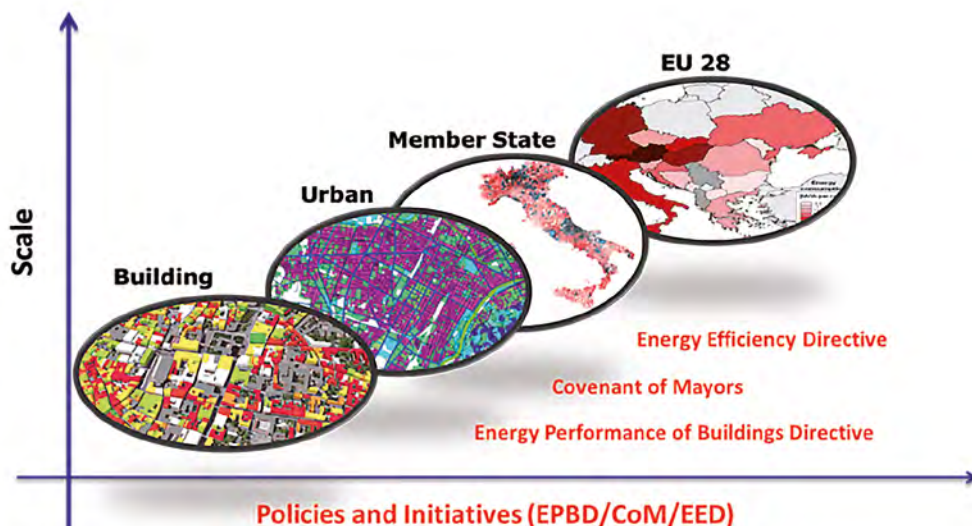 EU 28
Member State
Urban
Building
Scale
Energy
Energy Efficiency Directive
Covenant of Mayors
Energy Performance of Buildings Directive
Policies and Initiatives (EPBD/CoM/EED)